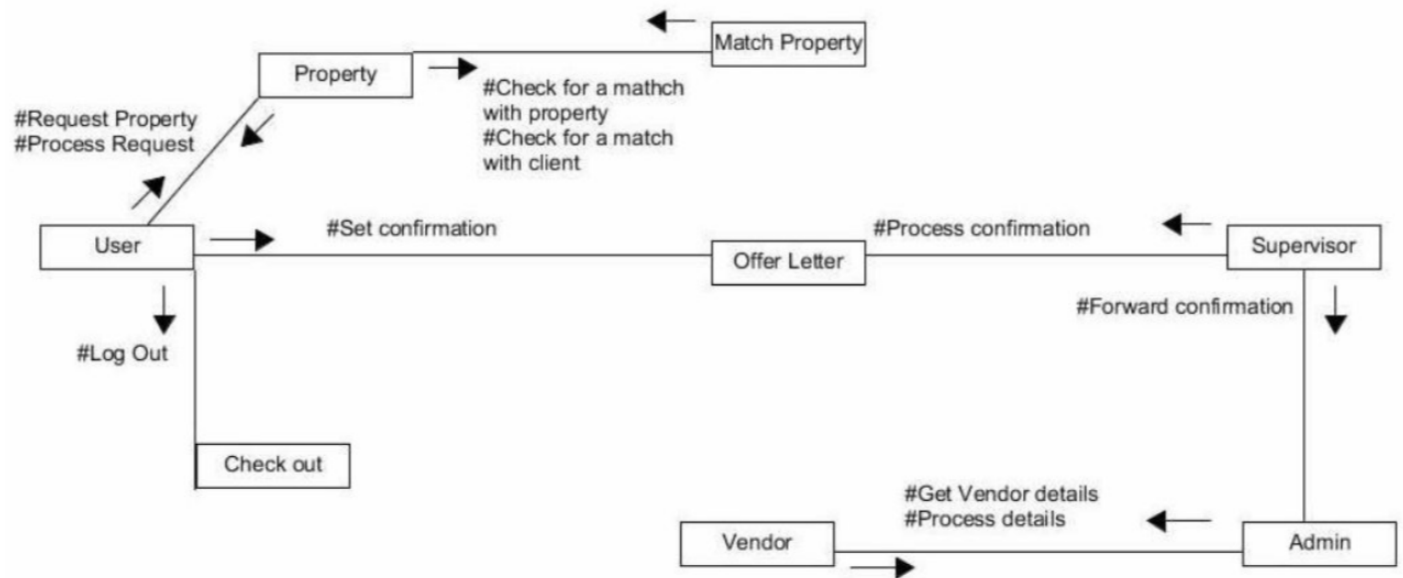 Match Property
Property
#Check for a mathch
with property
#Check for a match
with client
#Request Property
#Process Request
User
#Set confirmation
Offer Letter
#Process confirmation
Supervisor
#Forward confirmation
#Log Out
Check out
#Get Vendor details
#Process details
Vendor
Admin